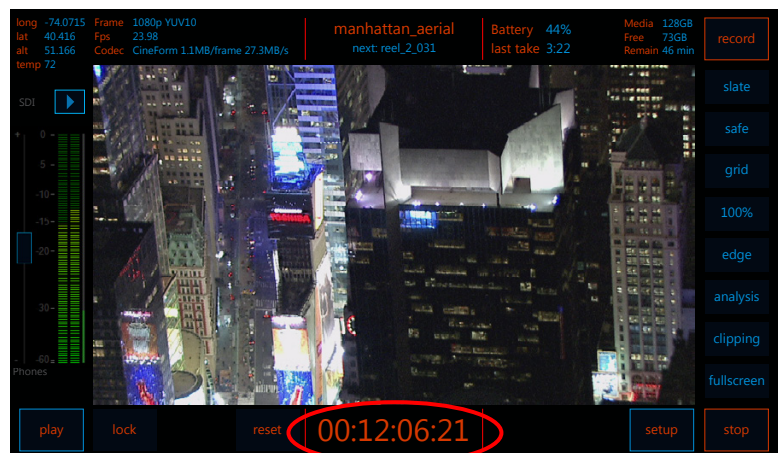 long -74.0715
lat 40.416
alt 51.166
temp 72
Frame 1080p YUV10
Fps 23.98
Codec CineForm 1.1MB/frame 27.3MB/s
manhattan_aerial
next: reel_2_031
Battery 44%
last take 3:22
Media 128GB
Free 73GB
Remain 46 min
record
SDI
slate
safe
grid
100%
edge
analysis
clipping
fullscreen
+ 0 -
5 -
-10-
-15-
-20-
30-
- -60-
Phones
TOSHIBA
play
lock
reset
00:12:06:21
setup
stop